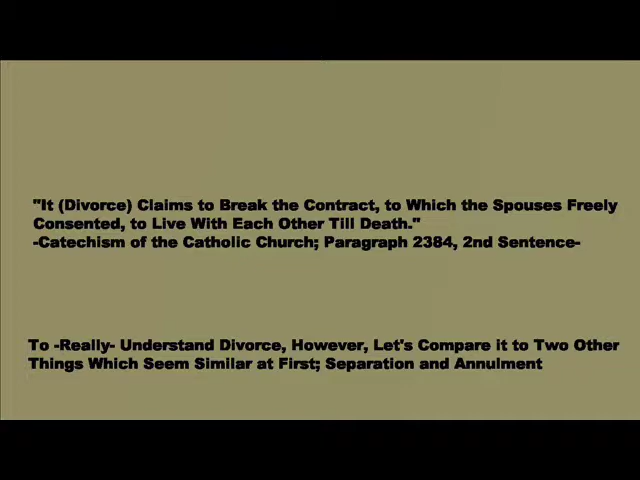 "It (Divorce) Claims to Break the Contract, to Which the Spouses Freely
Consented, to Live With Each Other Till Death."
-Catechism of the Catholic Church; Paragraph 2384, 2nd Sentence-
To -Really- Understand Divorce, However, Let's Compare it to Two Other
Things Which Seem Similar at First; Separation and Annulment